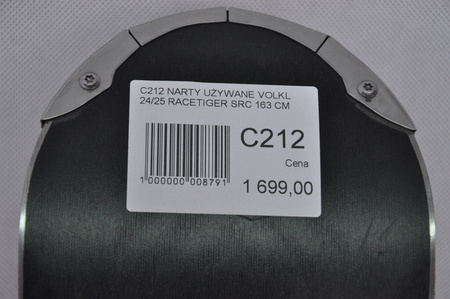 C212 NARTY UŻYWANE VOLKL
24/25 RACETIGER SRC 163 CM
C212
Cena
1 000000 008791
1 699,00